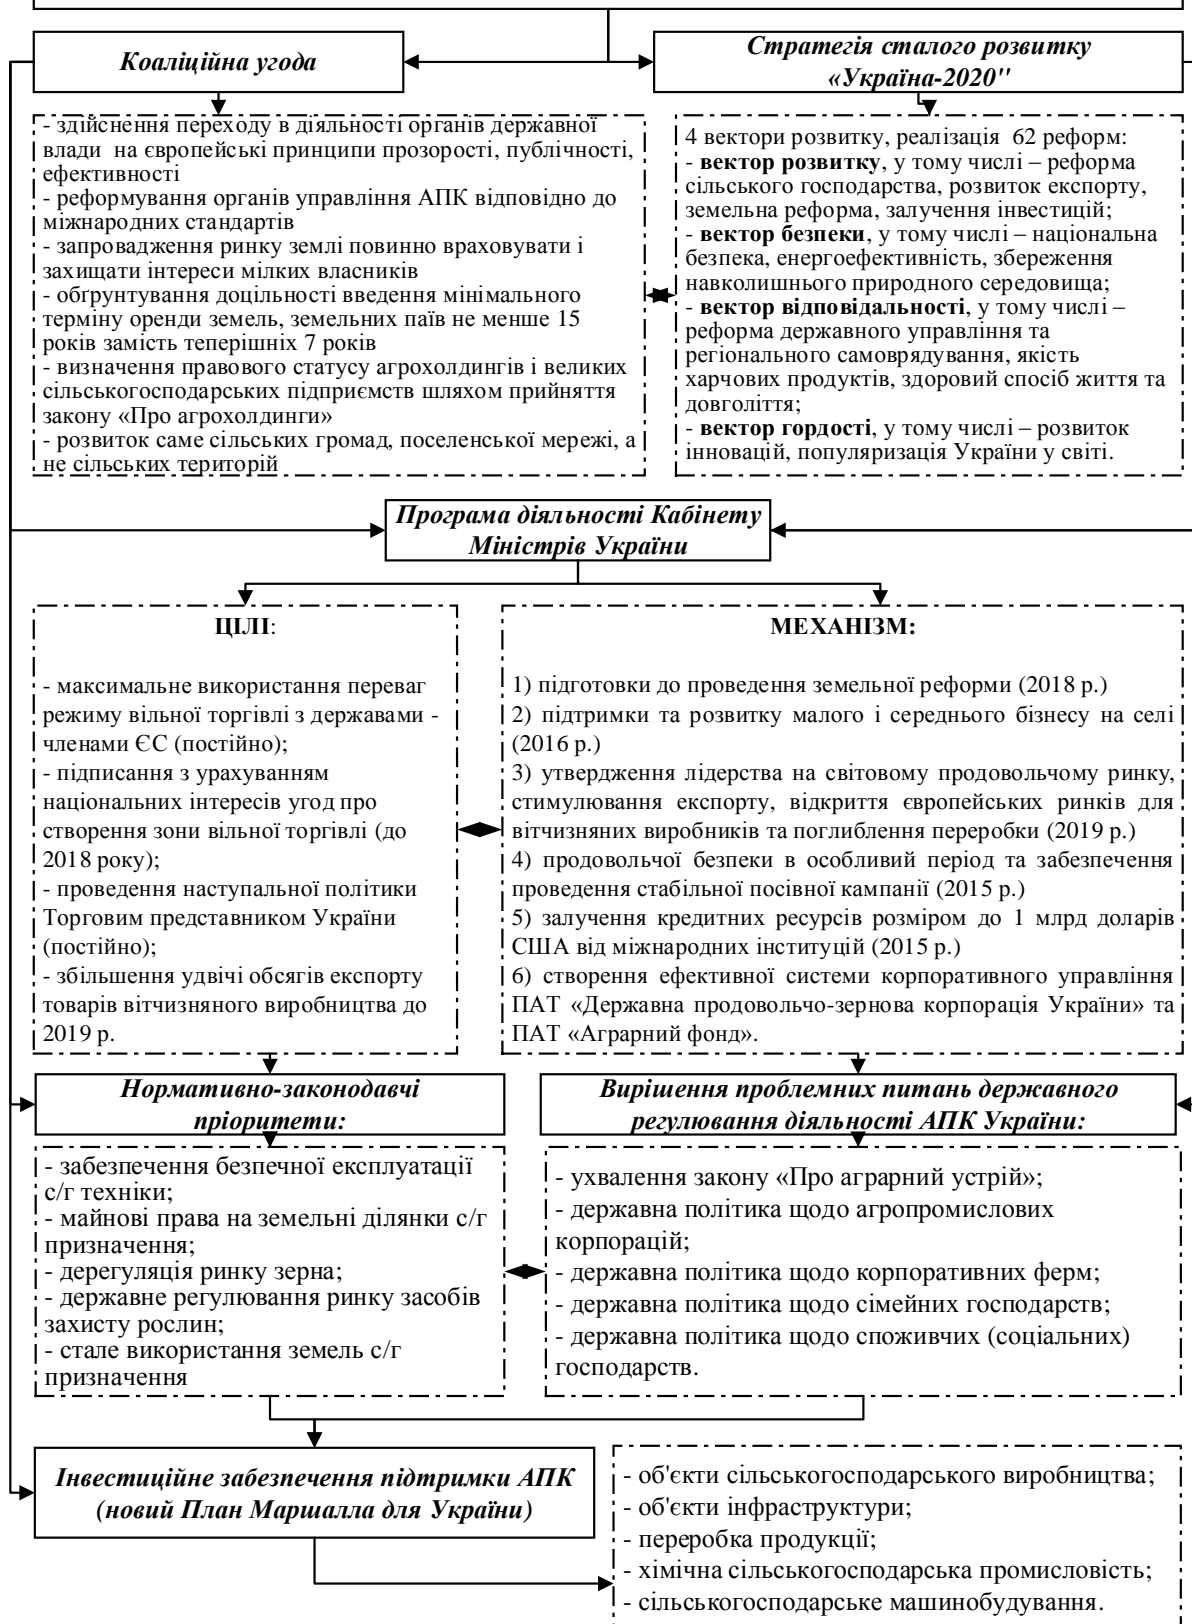 Коаліційна угода
Стратегія сталого розвитку
«Україна-2020"
- здійснення переходу в діяльності органів державної
влади на європейські принципи прозорості, публічності,
ефективності
- реформування органів управління АПК відповідно до
міжнародних стандартів
- запровадження ринку землі повинно враховувати і
захищати інтереси мілких власників
- обґрунтування доцільності введення мінімального
терміну оренди земель, земельних паїв не менше 15
років замість теперішніх 7 років
- визначення правового статусу агрохолдингів і великих
сільськогосподарських підприємств шляхом прийняття
закону «Про агрохолдинги»
- розвиток саме сільських громад, поселенської мережі, а
не сільських територій
4 вектори розвитку, реалізація 62 реформ:
- вектор розвитку, у тому числі – реформа
сільського господарства, розвиток експорту,
земельна реформа, залучення інвестицій;
- вектор безпеки, у тому числі – національна
безпека, енергоефективність, збереження
навколишнього природного середовища;
- вектор відповідальності, у тому числі –
реформа державного управління та
регіонального самоврядування, якість
харчових продуктів, здоровий спосіб життя та
довголіття;
- вектор гордості, у тому числі – розвиток
інновацій, популяризація України у світі.
Програма діяльності Кабінету
Міністрів України
ЦІЛІ:
- максимальне використання переваг
режиму вільної торгівлі з державами -
членами ЄС (постійно);
- підписання з урахуванням
національних інтересів угод про
створення зони вільної торгівлі (до
2018 року);
- проведення наступальної політики
Торговим представником України
(постійно);
- збільшення удвічі обсягів експорту
товарів вітчизняного виробництва до
2019 р.
МЕХАНІЗМ:
1) підготовки до проведення земельної реформи (2018 р.)
2) підтримки та розвитку малого і середнього бізнесу на селі
(2016 р.)
3) утвердження лідерства на світовому продовольчому ринку,
стимулювання експорту, відкриття європейських ринків для
вітчизняних виробників та поглиблення переробки (2019 р.)
4) продовольчої безпеки в особливий період та забезпечення
проведення стабільної посівної кампанії (2015 р.)
5) залучення кредитних ресурсів розміром до 1 млрд доларів
США від міжнародних інституцій (2015 р.)
6) створення ефективної системи корпоративного управління
ПАТ «Державна продовольчо-зернова корпорація України» та
ПАТ «Аграрний фонд».
Нормативно-законодавчі
пріоритети:
Вирішення проблемних питань державного
регулювання діяльності АПК України:
- забезпечення безпечної експлуатації
с/г техніки;
- майнові права на земельні ділянки с/г
призначення;
- дерегуляція ринку зерна;
- державне регулювання ринку засобів
захисту рослин;
- стале використання земель с/г
призначення
- ухвалення закону «Про аграрний устрій»;
- державна політика щодо агропромислових
корпорацій;
- державна політика щодо корпоративних ферм;
- державна політика щодо сімейних господарств;
- державна політика щодо споживчих (соціальних)
господарств.
Інвестиційне забезпечення підтримки АПК
(новий План Маршалла для України)
- об'єкти сільськогосподарського виробництва;
- об'єкти інфраструктури;
- переробка продукції;
- хімічна сільськогосподарська промисловість;
- сільськогосподарське машинобудування.